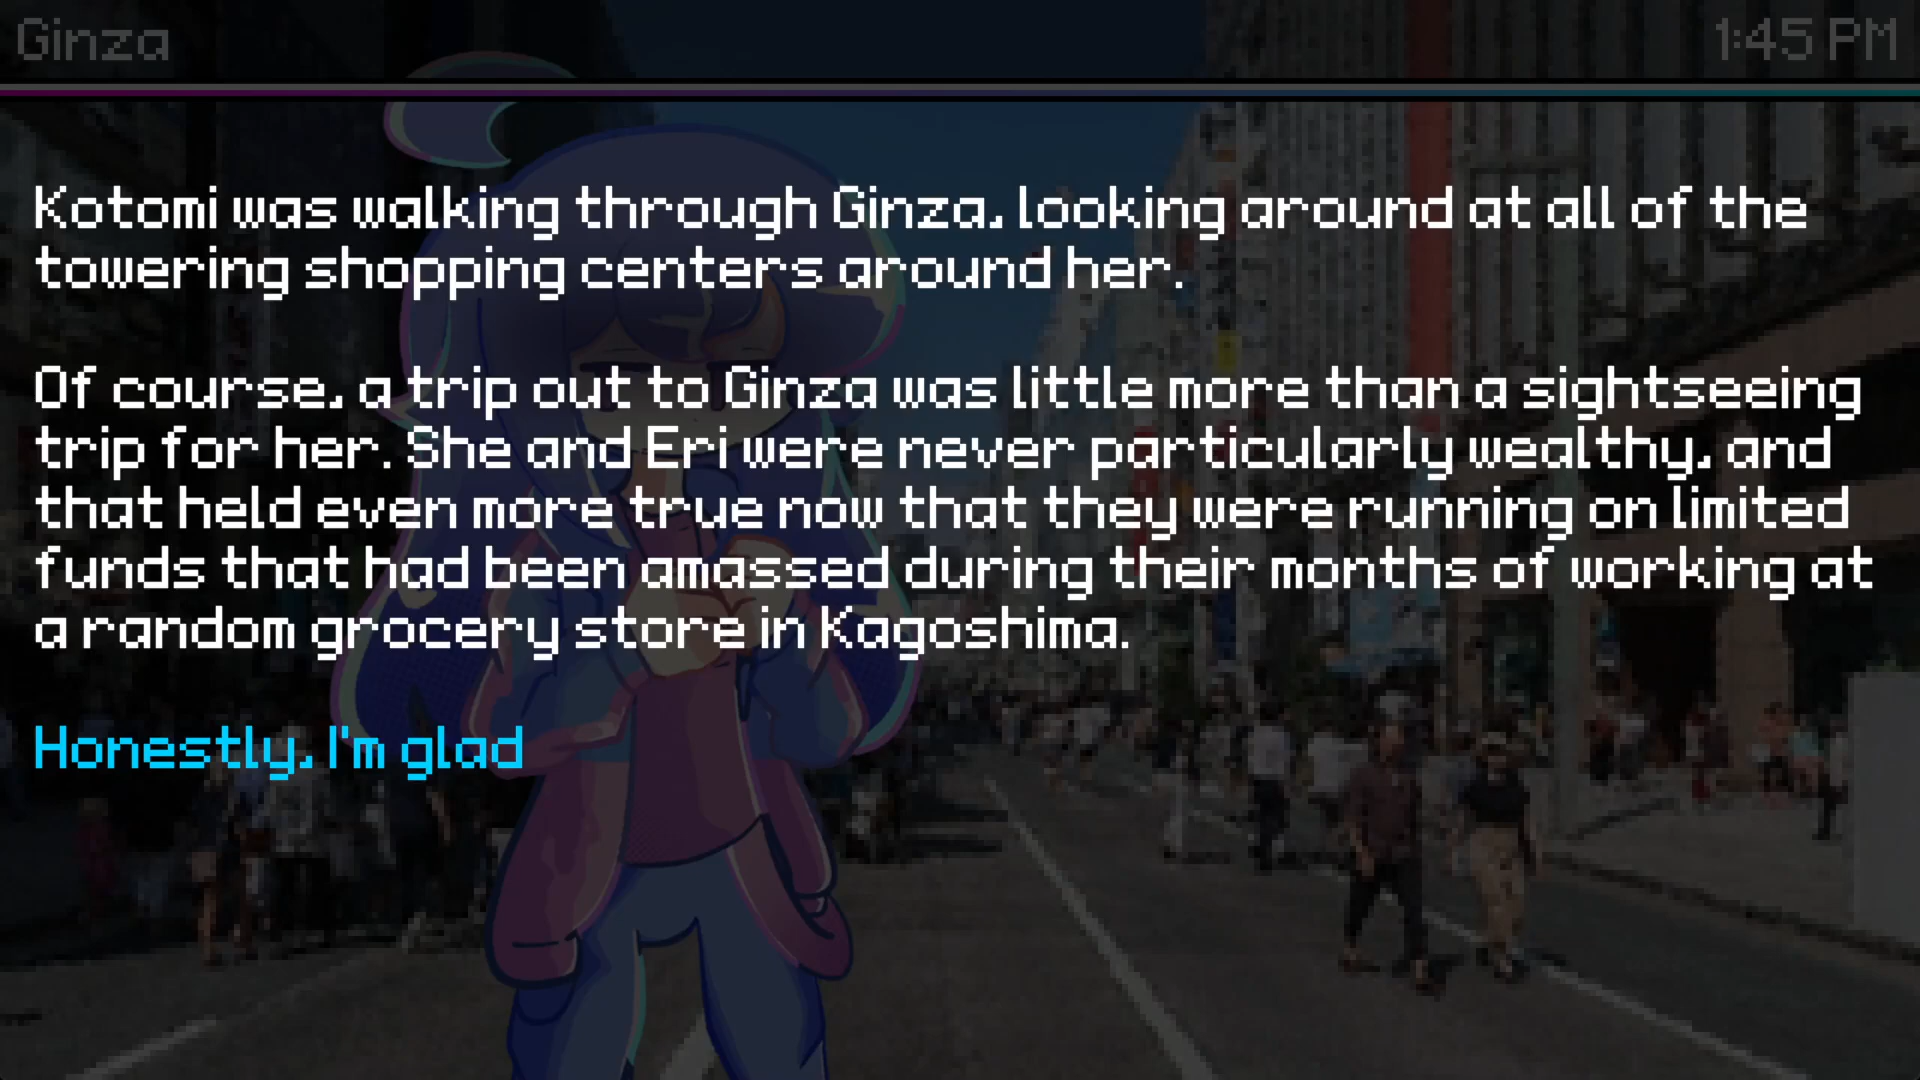 Ginza
1:45 PM
Kotomi was walking through Ginza, looking around at all of the
towering shopping centers around her.
Of course, a trip out to Ginza was little more than a sightseeing
trip for her. She and Eri were never particularly wealthy, and
that held even more true now that they were running on limited
funds that had been amassed during their months of working at
a random grocery store in Kagoshima.
Honestly, I'm glad